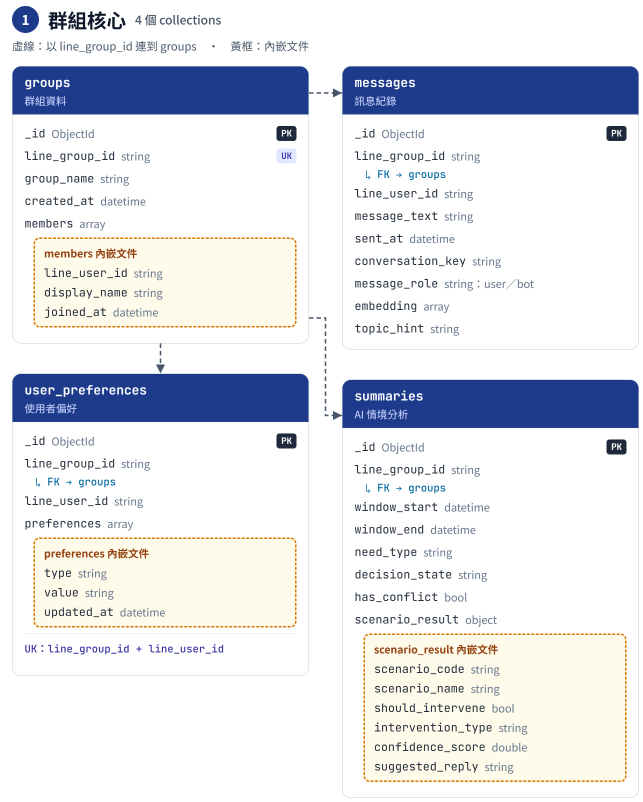 1 群組核心 4 個 collections
虛線：以 line_group_id 連到 groups ・ 黃框：內嵌文件
groups
群組資料
_id ObjectId PK
line_group_id string UK
group_name string
created_at datetime
members array
members 內嵌文件
line_user_id string
display_name string
joined_at datetime
messages
訊息紀錄
_id ObjectId PK
line_group_id string
↳ FK → groups
line_user_id string
message_text string
sent_at datetime
conversation_key string
message_role string：user／bot
embedding array
topic_hint string
user_preferences
使用者偏好
_id ObjectId PK
line_group_id string
↳ FK → groups
line_user_id string
preferences array
preferences 內嵌文件
type string
value string
updated_at datetime
UK：line_group_id + line_user_id
summaries
AI 情境分析
_id ObjectId PK
line_group_id string
↳ FK → groups
window_start datetime
window_end datetime
need_type string
decision_state string
has_conflict bool
scenario_result object
scenario_result 內嵌文件
scenario_code string
scenario_name string
should_intervene bool
intervention_type string
confidence_score double
suggested_reply string